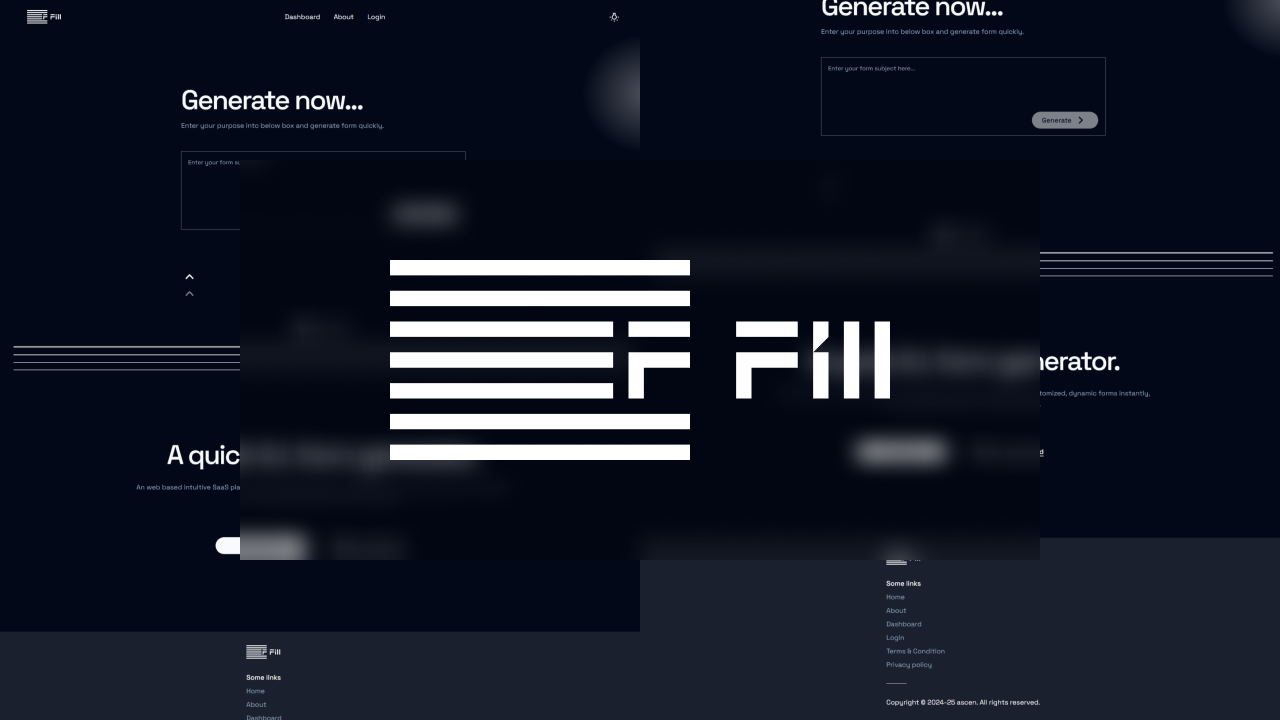 Fill
Dashboard About Login
Generate now...
Enter your purpose into below box and generate form quickly.
Enter your form su
A quic
An web based intuitive SaaS pla
Fill
Some links
Home
About
Dashboard
F Fill
Generate now...
Enter your purpose into below box and generate form quickly.
Enter your form subject here...
Generate
nerator.
tomized, dynamic forms instantly,
Some links
Home
About
Dashboard
Login
Terms & Condition
Privacy policy
Copyright © 2024-25 ascen. All rights reserved.